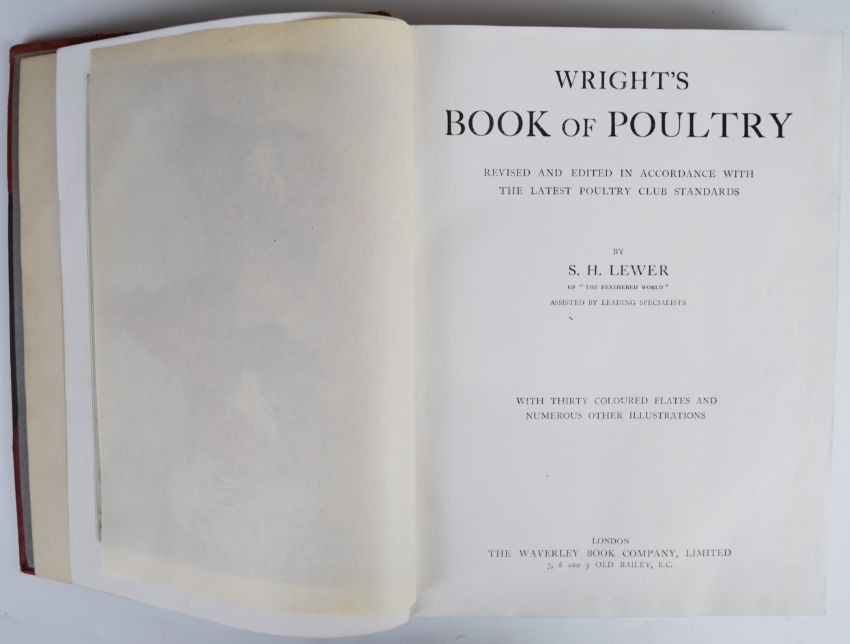 WRIGHT'S
BOOK OF POULTRY
REVISED AND EDITED IN ACCORDANCE WITH
THE LATEST POULTRY CLUB STANDARDS
BY
S. H. LEWER
OF "THE FEATHERED WORLD"
ASSISTED BY LEADING SPECIALISTS
WITH THIRTY COLOURED PLATES AND
NUMEROUS OTHER ILLUSTRATIONS
LONDON
THE WAVERLEY BOOK COMPANY, LIMITED
7, 8 AND 9 OLD BAILEY, E.C.